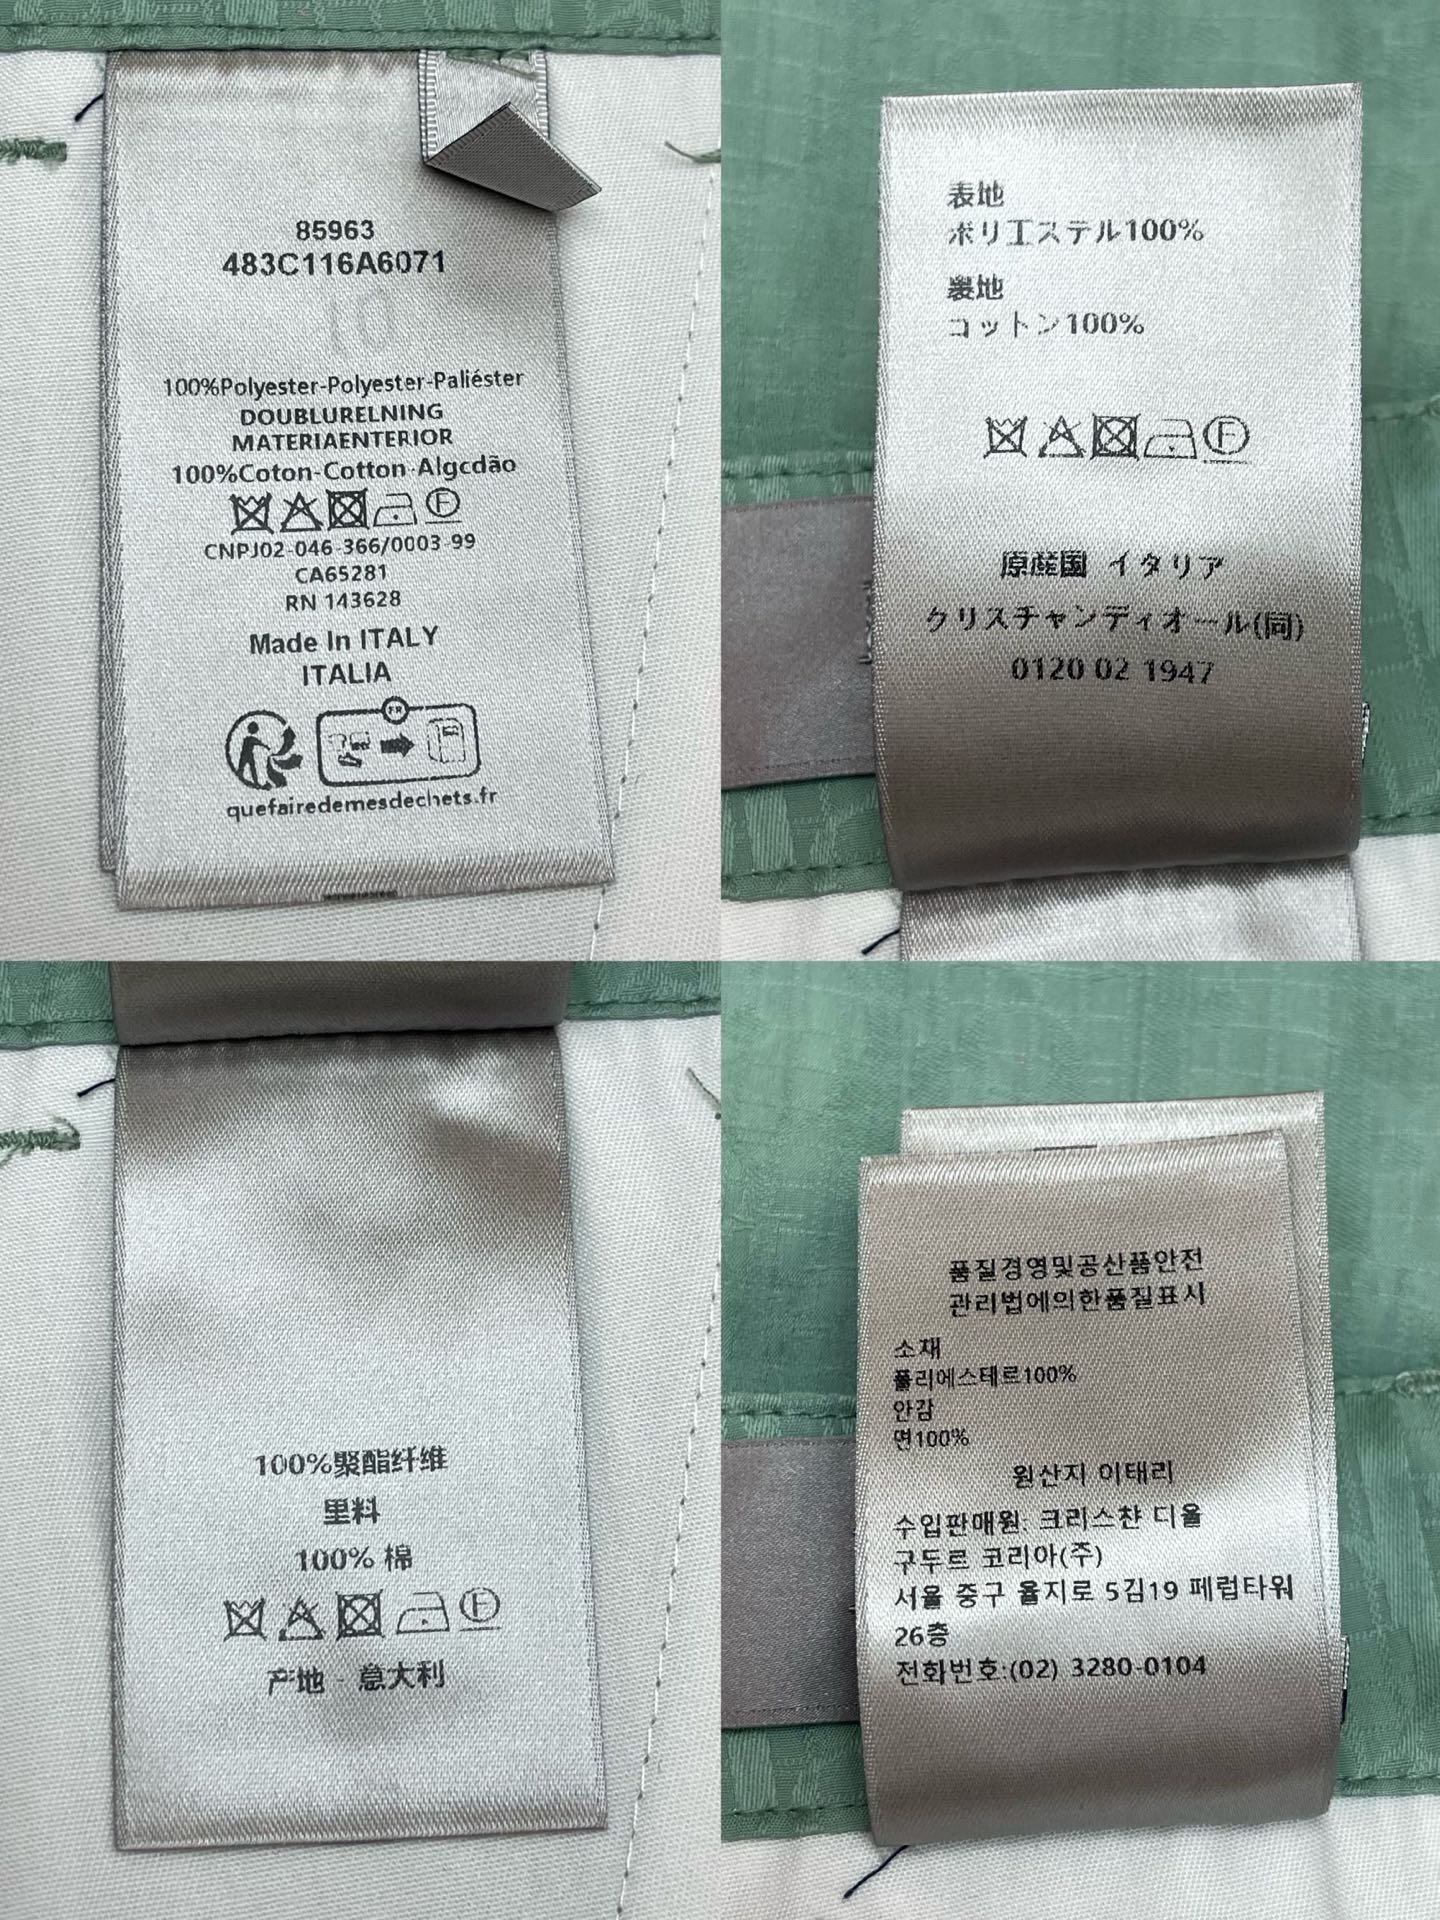 85963
483C116A6071
100%Polyester-Polyester-Paliéster
DOUBLURELNING
MATERIAENTERIOR
100%Coton-Cotton-Algcdão
CNPJ02-046-366/0003-99
CA65281
RN 143628
Made In ITALY
ITALIA
FR
quefairedemesdechets.fr
表地
ポリエステル100%
裏地
コットン100%
F
原産国 イタリア
クリスチャンディオール(同)
0120 02 1947
100%聚酯纤维
里料
100% 棉
F
产地 - 意大利
품질경영및공산품안전
관리법에의한품질표시
소재
폴리에스테르100%
안감
면100%
원산지 이태리
수입판매원: 크리스챤 디올
구두르 코리아(주)
서울 중구 을지로 5김19 페럼타워
26층
전화번호:(02) 3280-0104